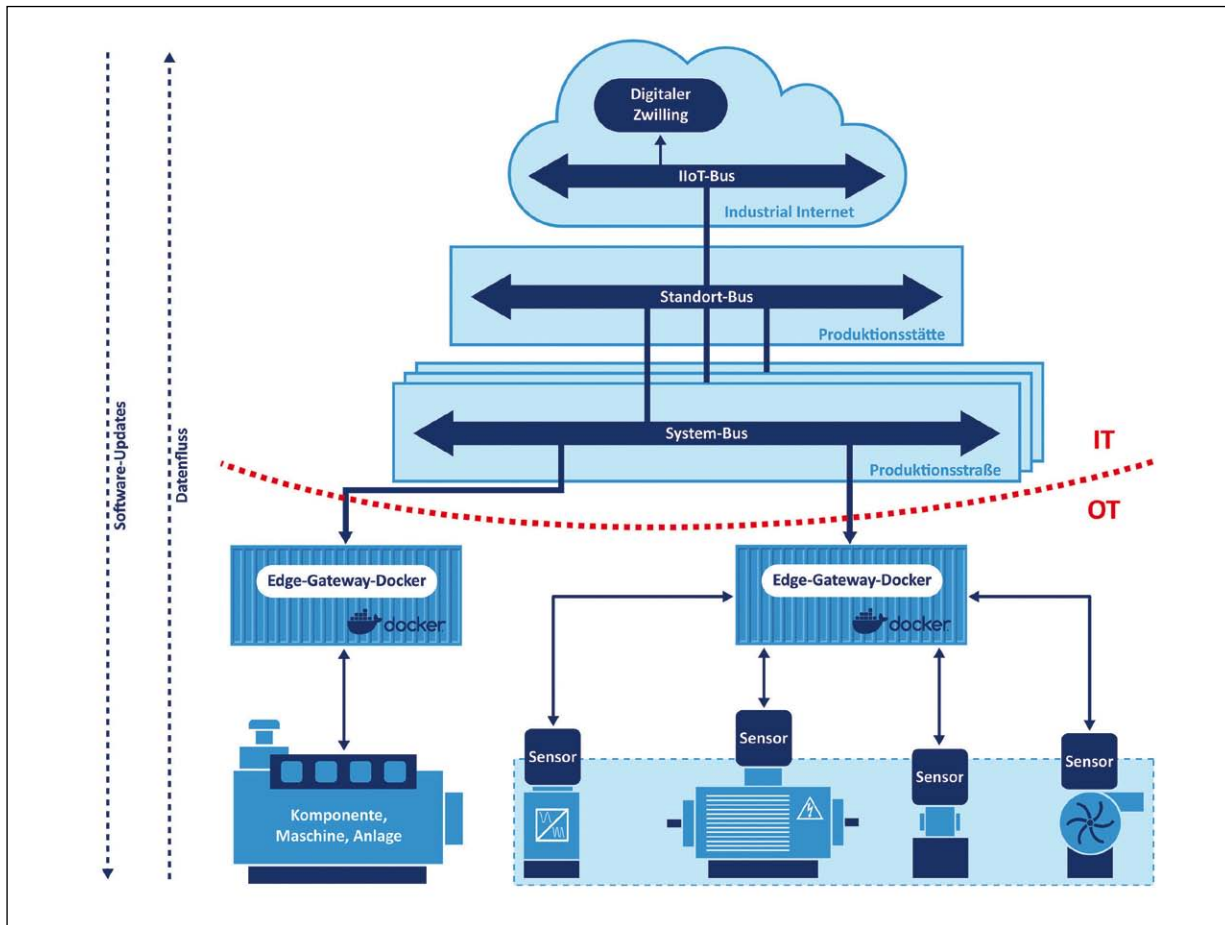 Software-Updates
Datenfluss
Digitaler
Zwilling
IIoT-Bus
Industrial Internet
Standort-Bus
Produktionsstätte
System-Bus
Produktionsstraße
IT
OT
Edge-Gateway-Docker
docker
Edge-Gateway-Docker
docker
Sensor
Sensor
Sensor
Sensor
Komponente,
Maschine, Anlage